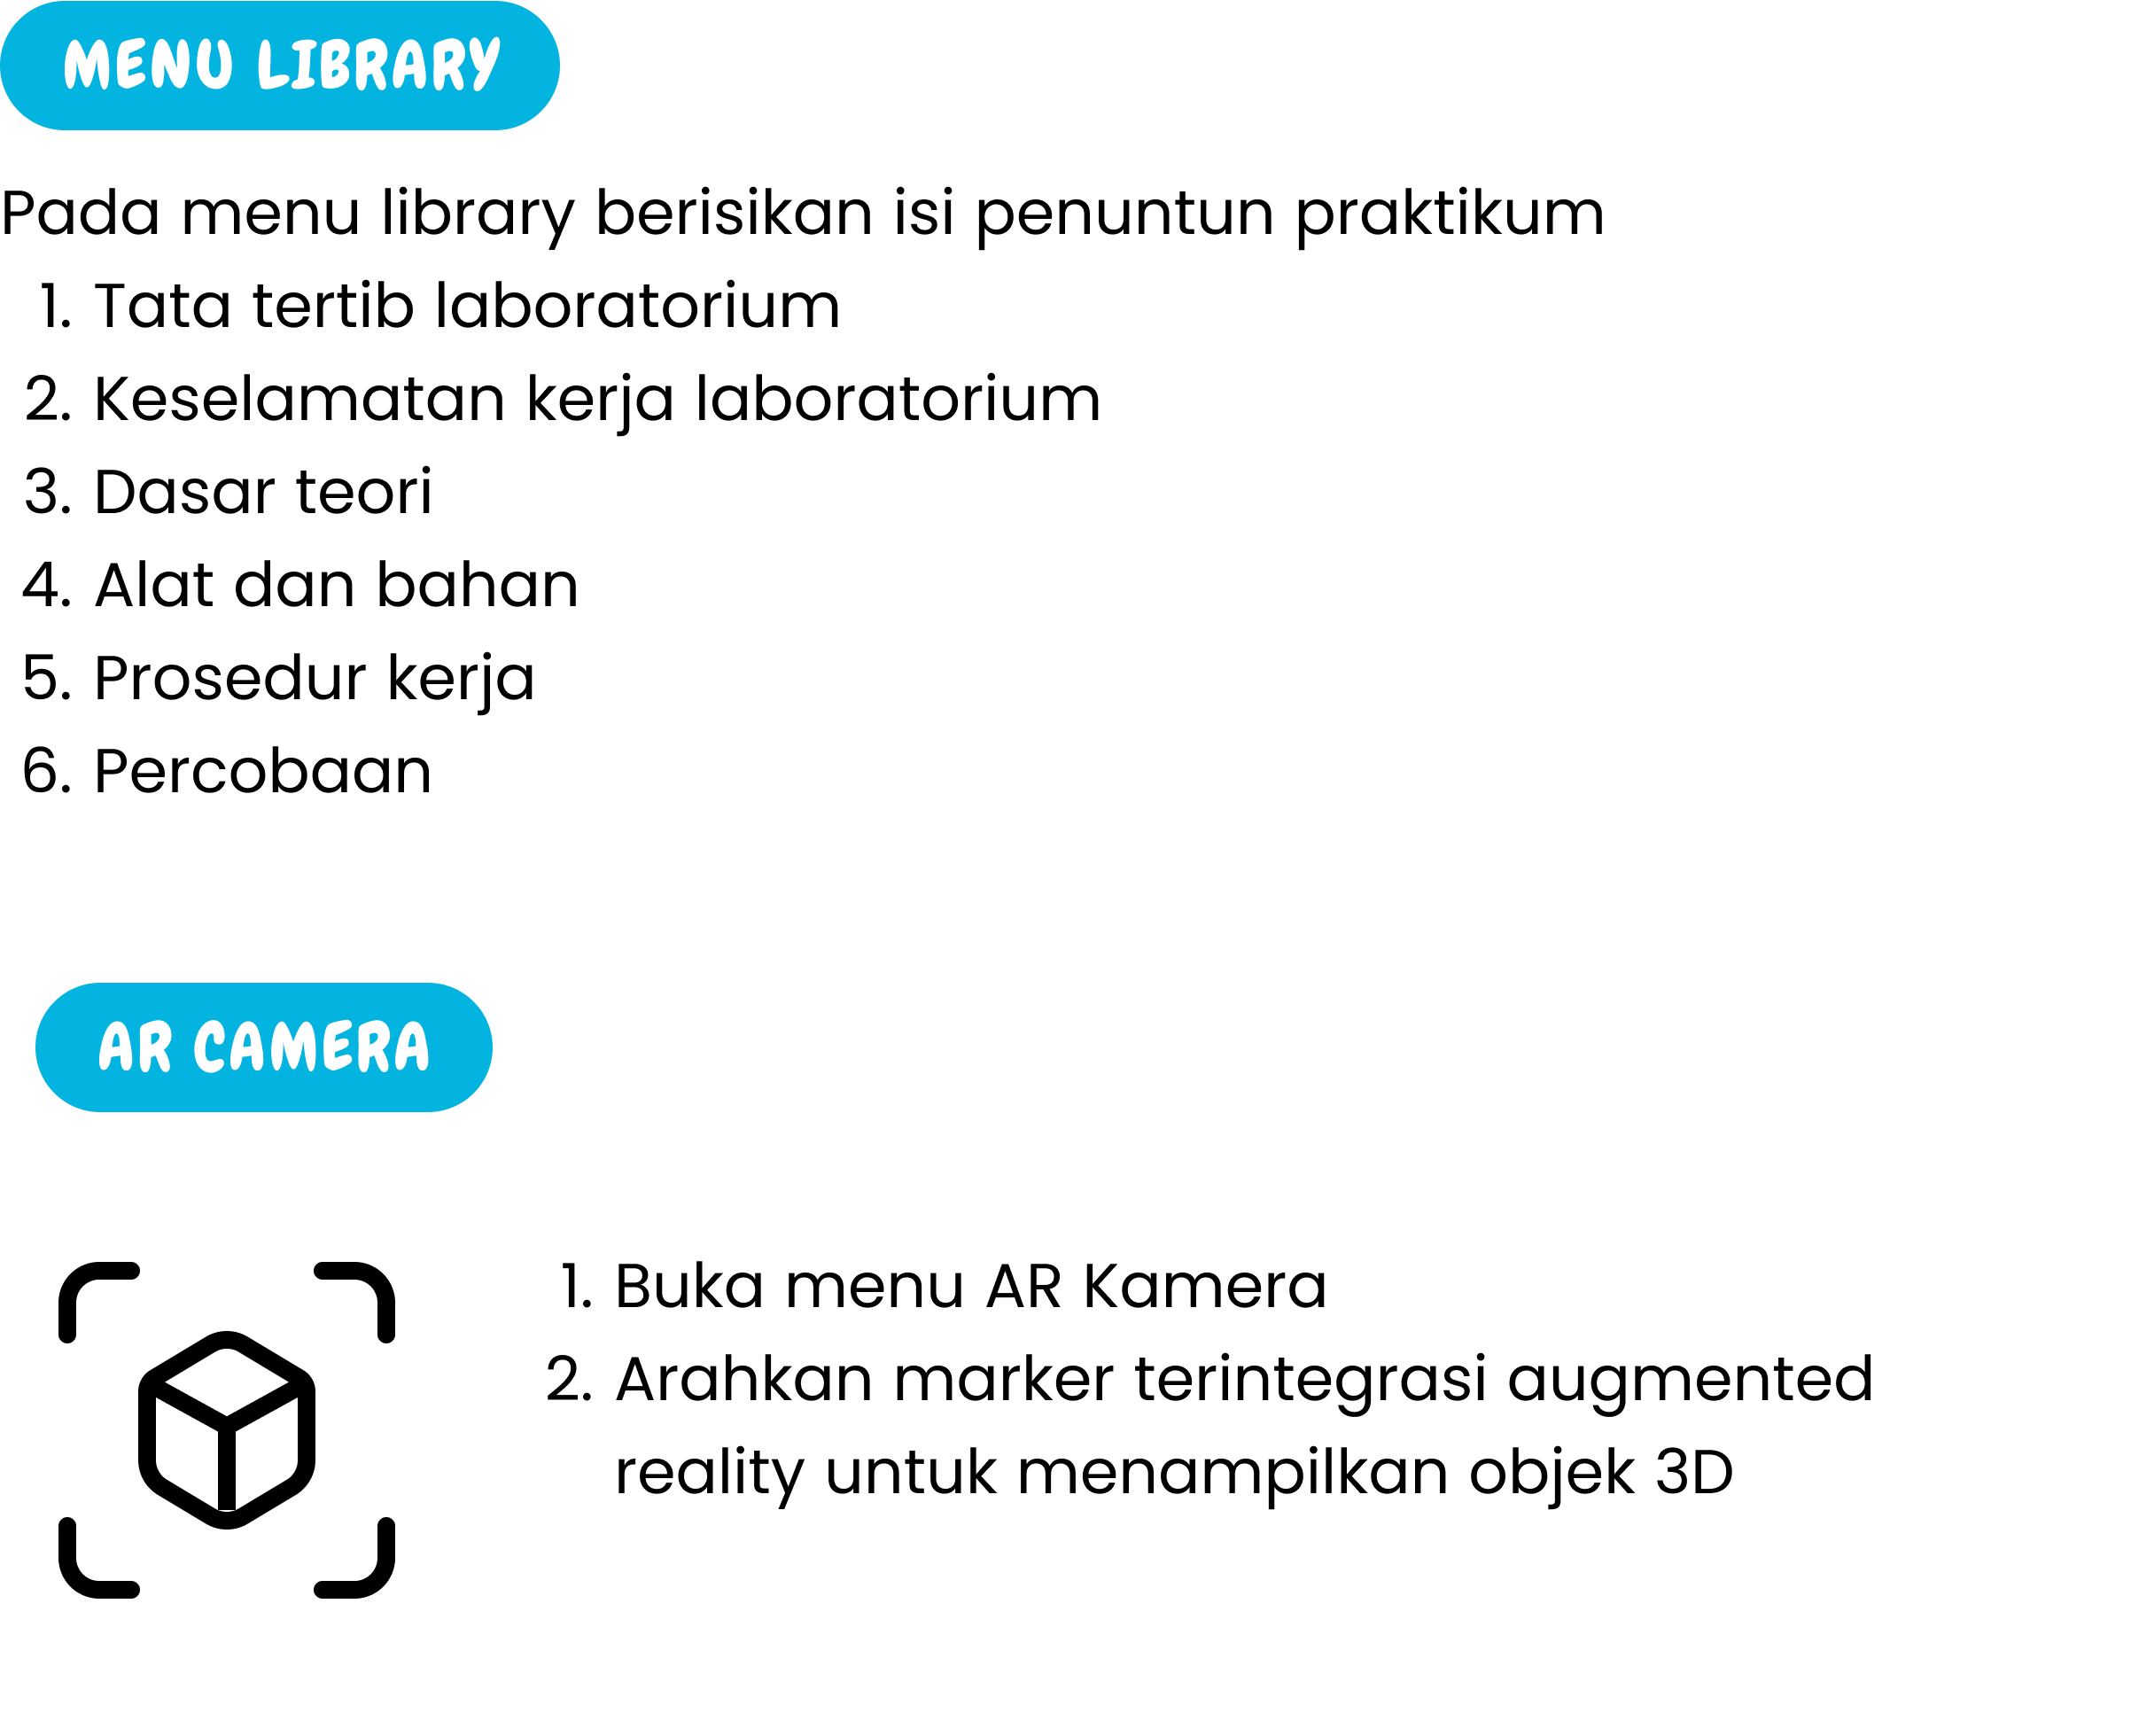 MENU LIBRARY
Pada menu library berisikan isi penuntun praktikum
1. Tata tertib laboratorium
2. Keselamatan kerja laboratorium
3. Dasar teori
4. Alat dan bahan
5. Prosedur kerja
6. Percobaan
AR CAMERA
1. Buka menu AR Kamera
2. Arahkan marker terintegrasi augmented
reality untuk menampilkan objek 3D